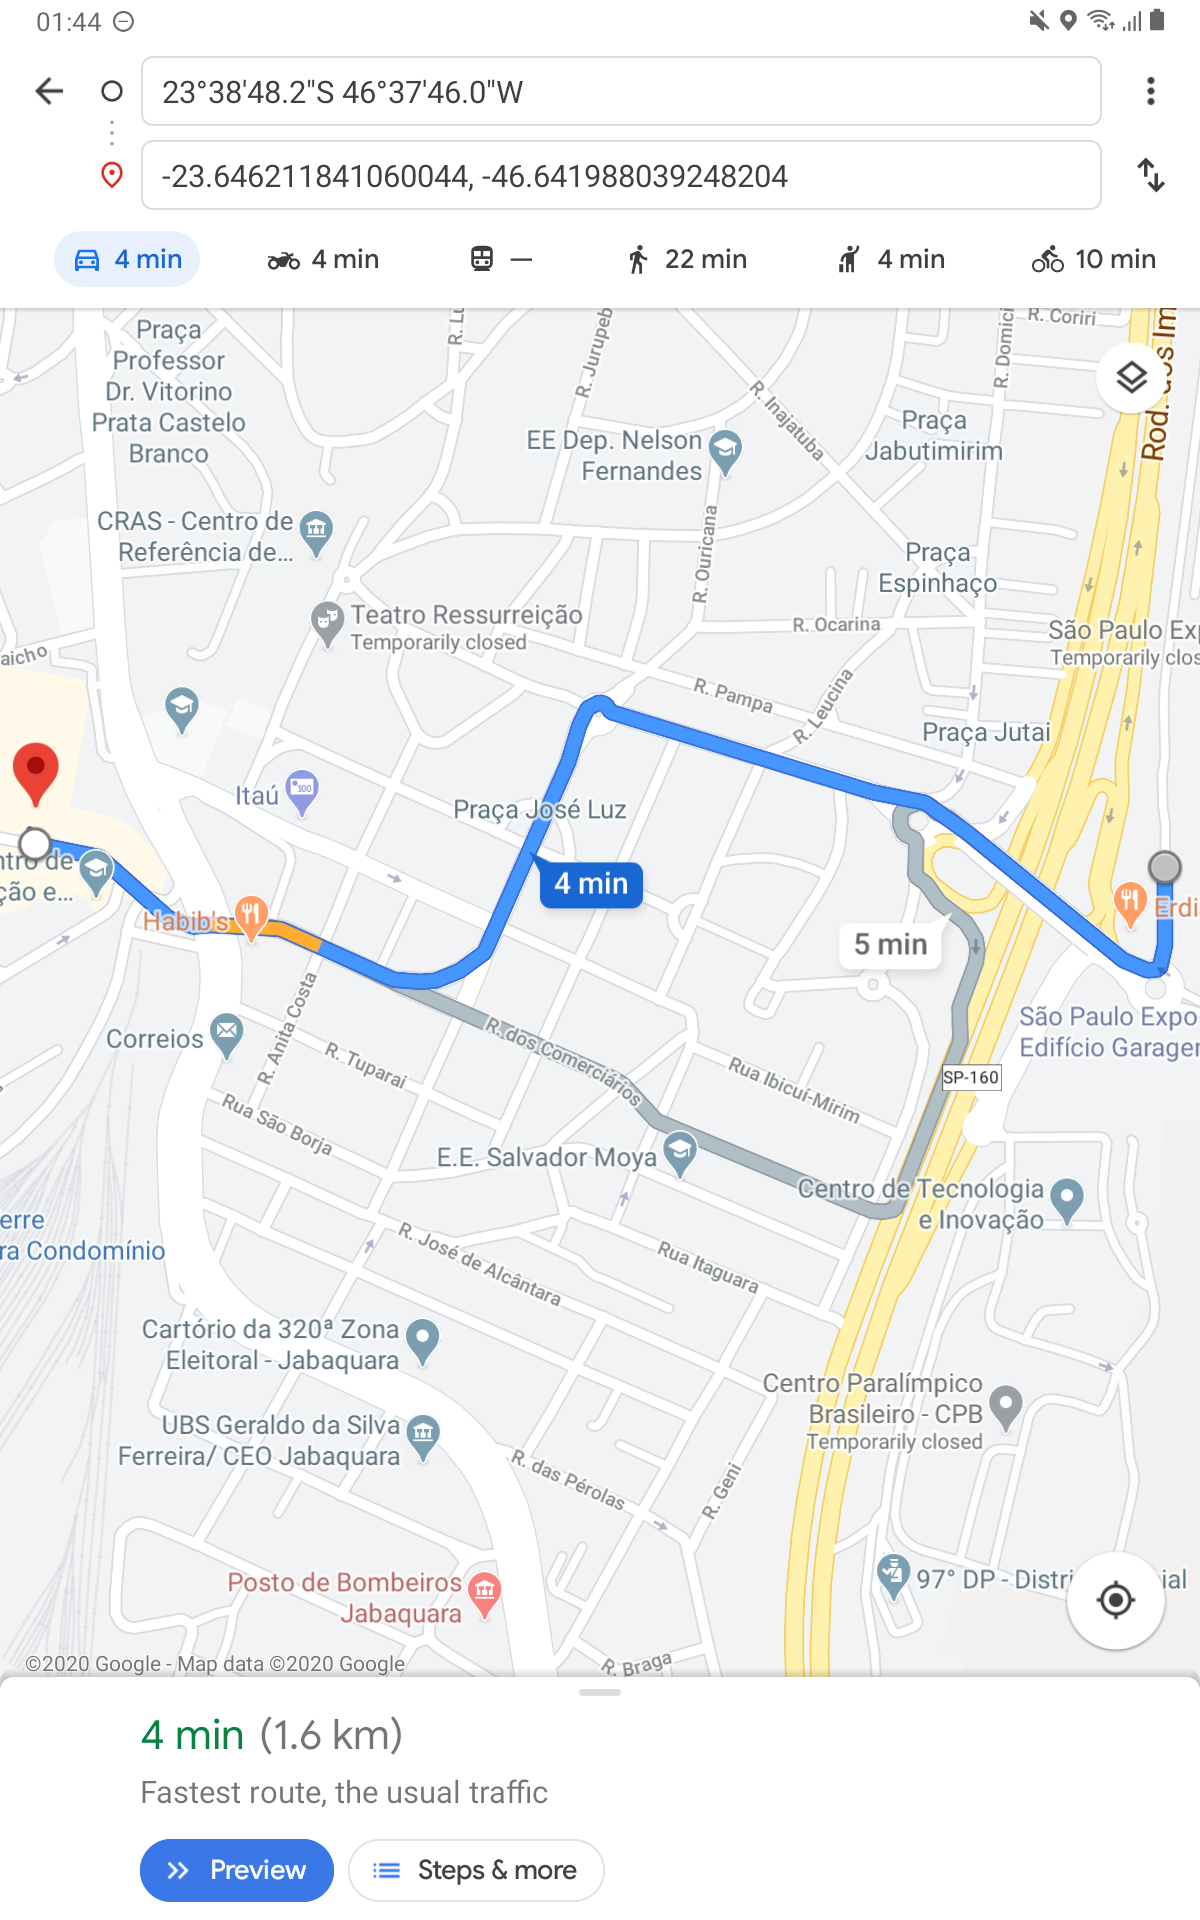 01:44
23°38'48.2"S 46°37'46.0"W
-23.646211841060044, -46.641988039248204
4 min
4 min
—
22 min
4 min
10 min
Praça
Professor
Dr. Vitorino
Prata Castelo
Branco
R. Lu
R. Jurupeb
R. Inajatuba
R. Domici
R. Coriri
Rod. dos Im
Praça
Jabutimirim
EE Dep. Nelson
Fernandes
CRAS - Centro de
Referência de...
R. Ouricana
Praça
Espinhaço
Teatro Ressurreição
Temporarily closed
R. Ocarina
São Paulo Ex
Temporarily clos
aicho
R. Pampa
R. Leucina
Praça Jutai
Itaú
100
Praça José Luz
4 min
ntro de
ção e...
Habib's
Erdi
5 min
R. Anita Costa
Correios
R. dos Comerciários
São Paulo Expo
Edifício Garager
R. Tuparai
Rua Ibicuí-Mirim
SP-160
Rua São Borja
E.E. Salvador Moya
Centro de Tecnologia
e Inovação
erre
ra Condomínio
R. José de Alcântara
Rua Itaguara
Cartório da 320ª Zona
Eleitoral - Jabaquara
Centro Paralímpico
Brasileiro - CPB
Temporarily closed
UBS Geraldo da Silva
Ferreira/ CEO Jabaquara
R. das Pérolas
R. Geni
Posto de Bombeiros
Jabaquara
97° DP - Distri ial
R. Braga
©2020 Google - Map data ©2020 Google
4 min (1.6 km)
Fastest route, the usual traffic
Preview
Steps & more